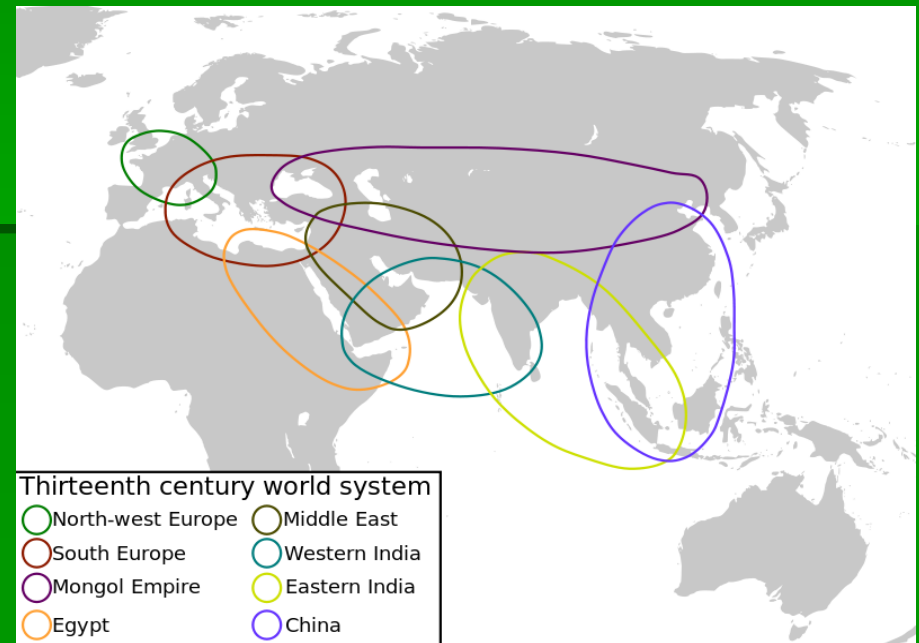 Thirteenth century world system
North-west Europe
Middle East
South Europe
Western India
Mongol Empire
Eastern India
Egypt
China